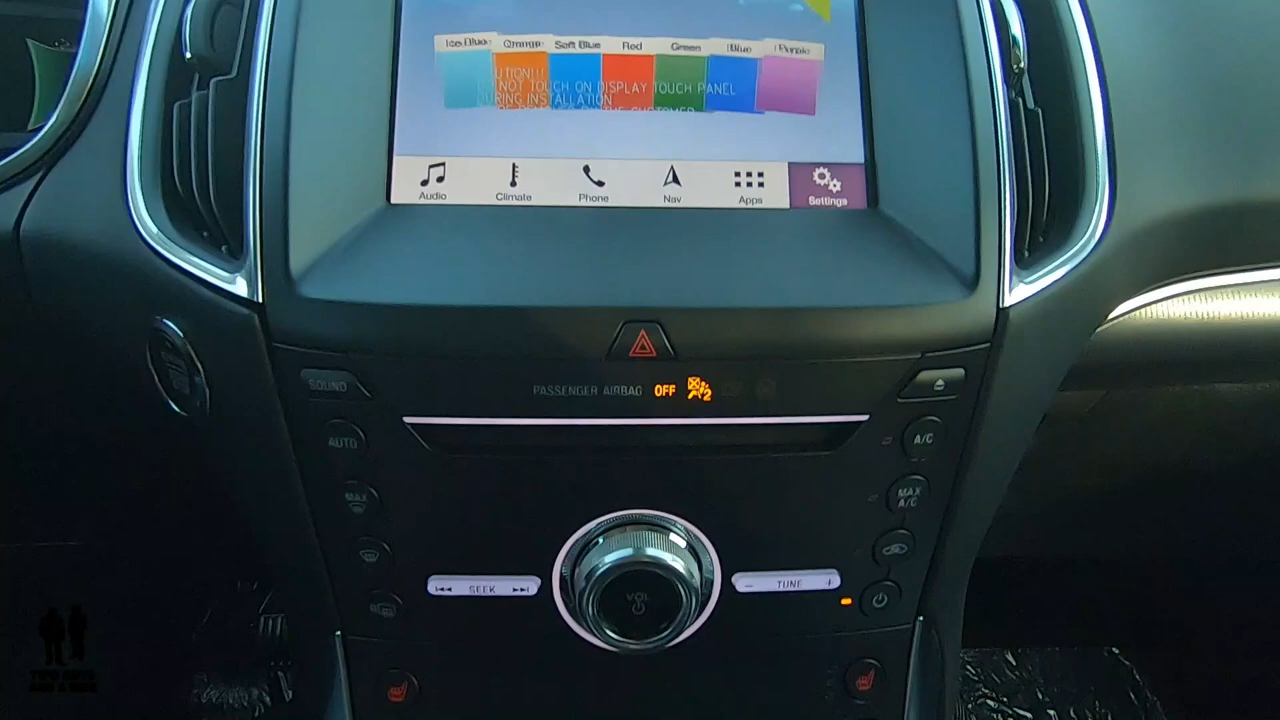 Ice Blue Orange Soft Blue Red Green Blue Purple
UTION!!!
NOT TOUCH ON DISPLAY TOUCH PANEL
URING INSTALLATION
Audio Climate Phone Nav Apps Settings
SOUND
PASSENGER AIRBAG OFF
2
AUTO
A/C
MAX
MAX
A/C
SEEK
VOL
− TUNE +